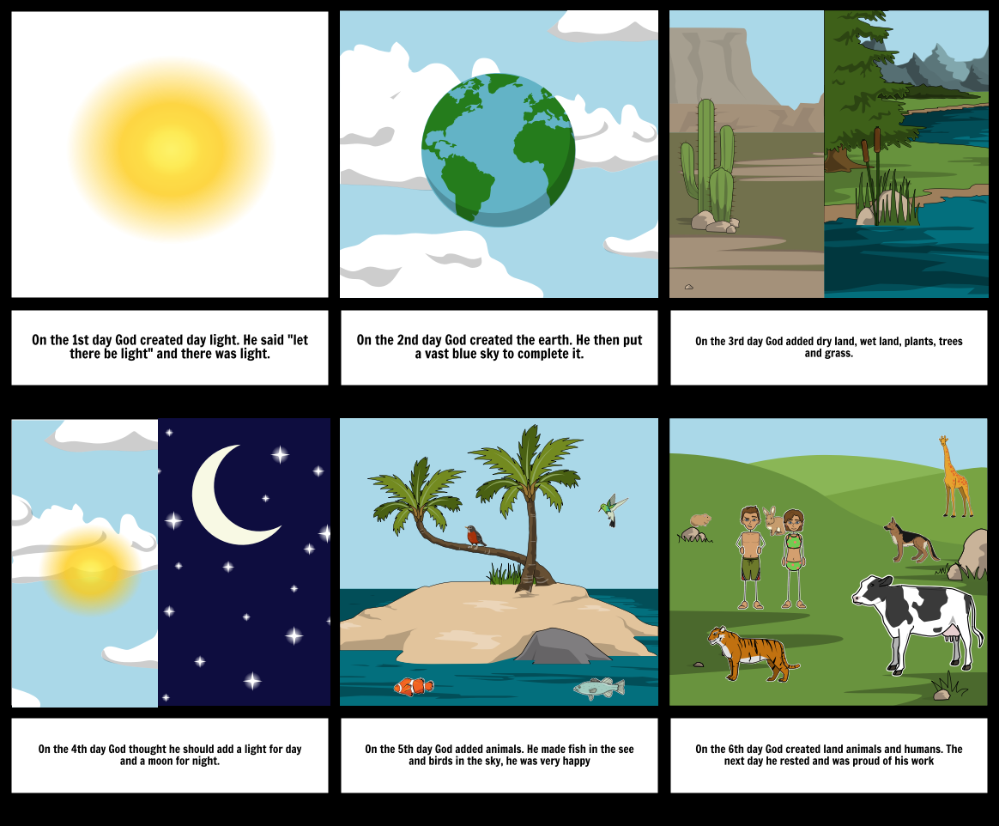 On the 1st day God created day light. He said "let
there be light" and there was light.
On the 2nd day God created the earth. He then put
a vast blue sky to complete it.
On the 3rd day God added dry land, wet land, plants, trees
and grass.
On the 4th day God thought he should add a light for day
and a moon for night.
On the 5th day God added animals. He made fish in the see
and birds in the sky, he was very happy
On the 6th day God created land animals and humans. The
next day he rested and was proud of his work